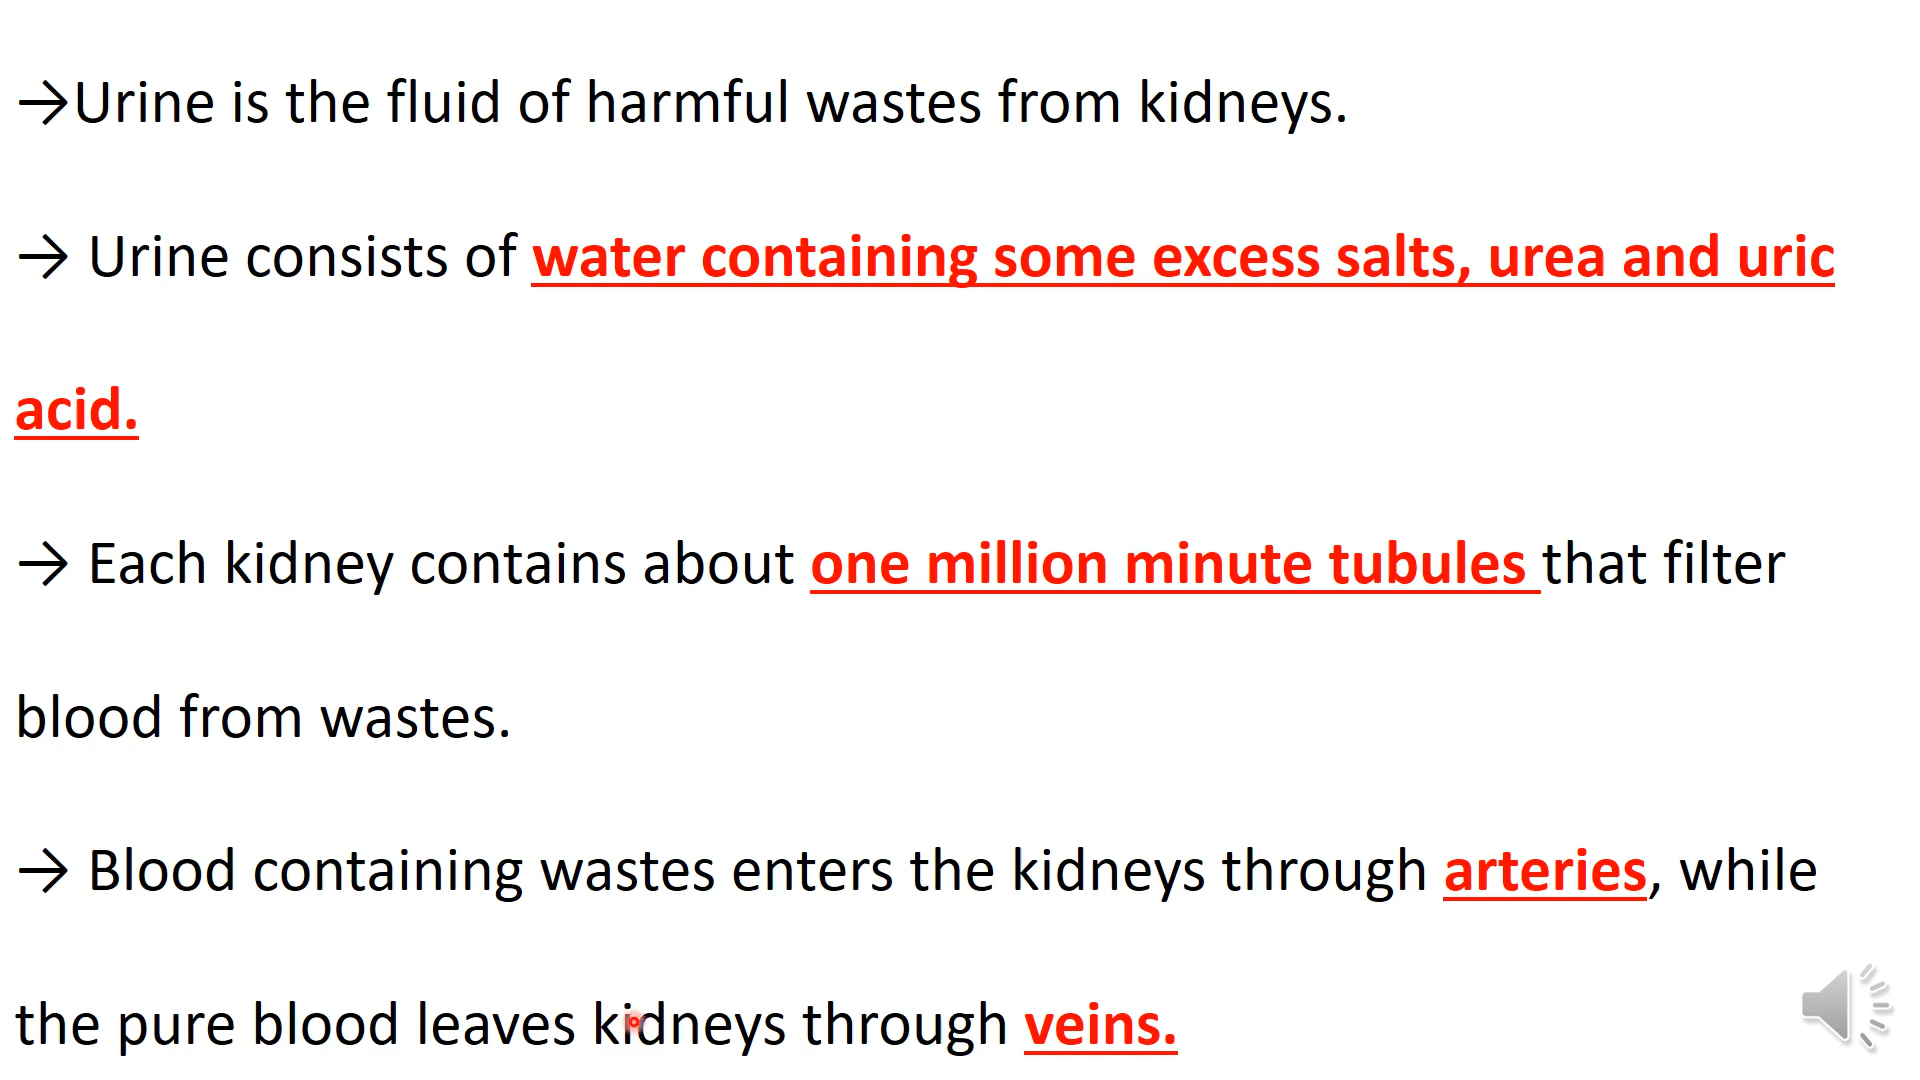 →Urine is the fluid of harmful wastes from kidneys.
→ Urine consists of water containing some excess salts, urea and uric
acid.
→ Each kidney contains about one million minute tubules that filter
blood from wastes.
→ Blood containing wastes enters the kidneys through arteries, while
the pure blood leaves kidneys through veins.